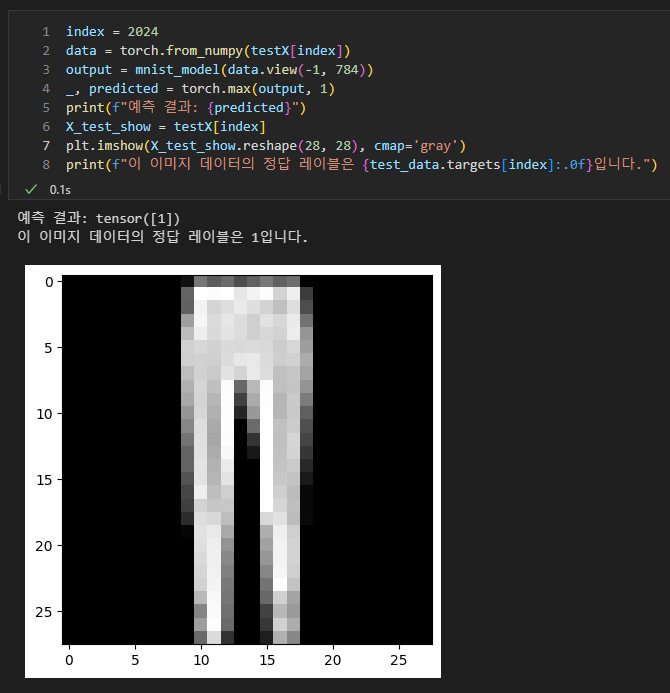 1 index = 2024
2 data = torch.from_numpy(testX[index])
3 output = mnist_model(data.view(-1, 784))
4 _, predicted = torch.max(output, 1)
5 print(f"예측 결과: {predicted}")
6 X_test_show = testX[index]
7 plt.imshow(X_test_show.reshape(28, 28), cmap='gray')
8 print(f"이 이미지 데이터의 정답 레이블은 {test_data.targets[index]:.0f}입니다.")
0.1s
예측 결과: tensor([1])
이 이미지 데이터의 정답 레이블은 1입니다.
0
5
10
15
20
25
0 5 10 15 20 25